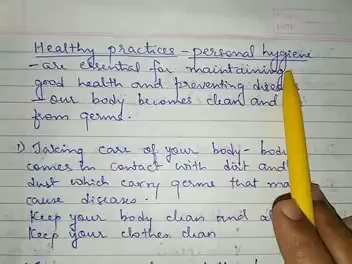 Healthy practices - personal hygiene
- are essential for maintaining
good health and preventing
- our body becomes clean and
from germs.
1) Taking care of your body - body
comes in contact with dirt and
dust which carry germs that
cause diseases.
Keep your body clean and
Keep your clothes clean